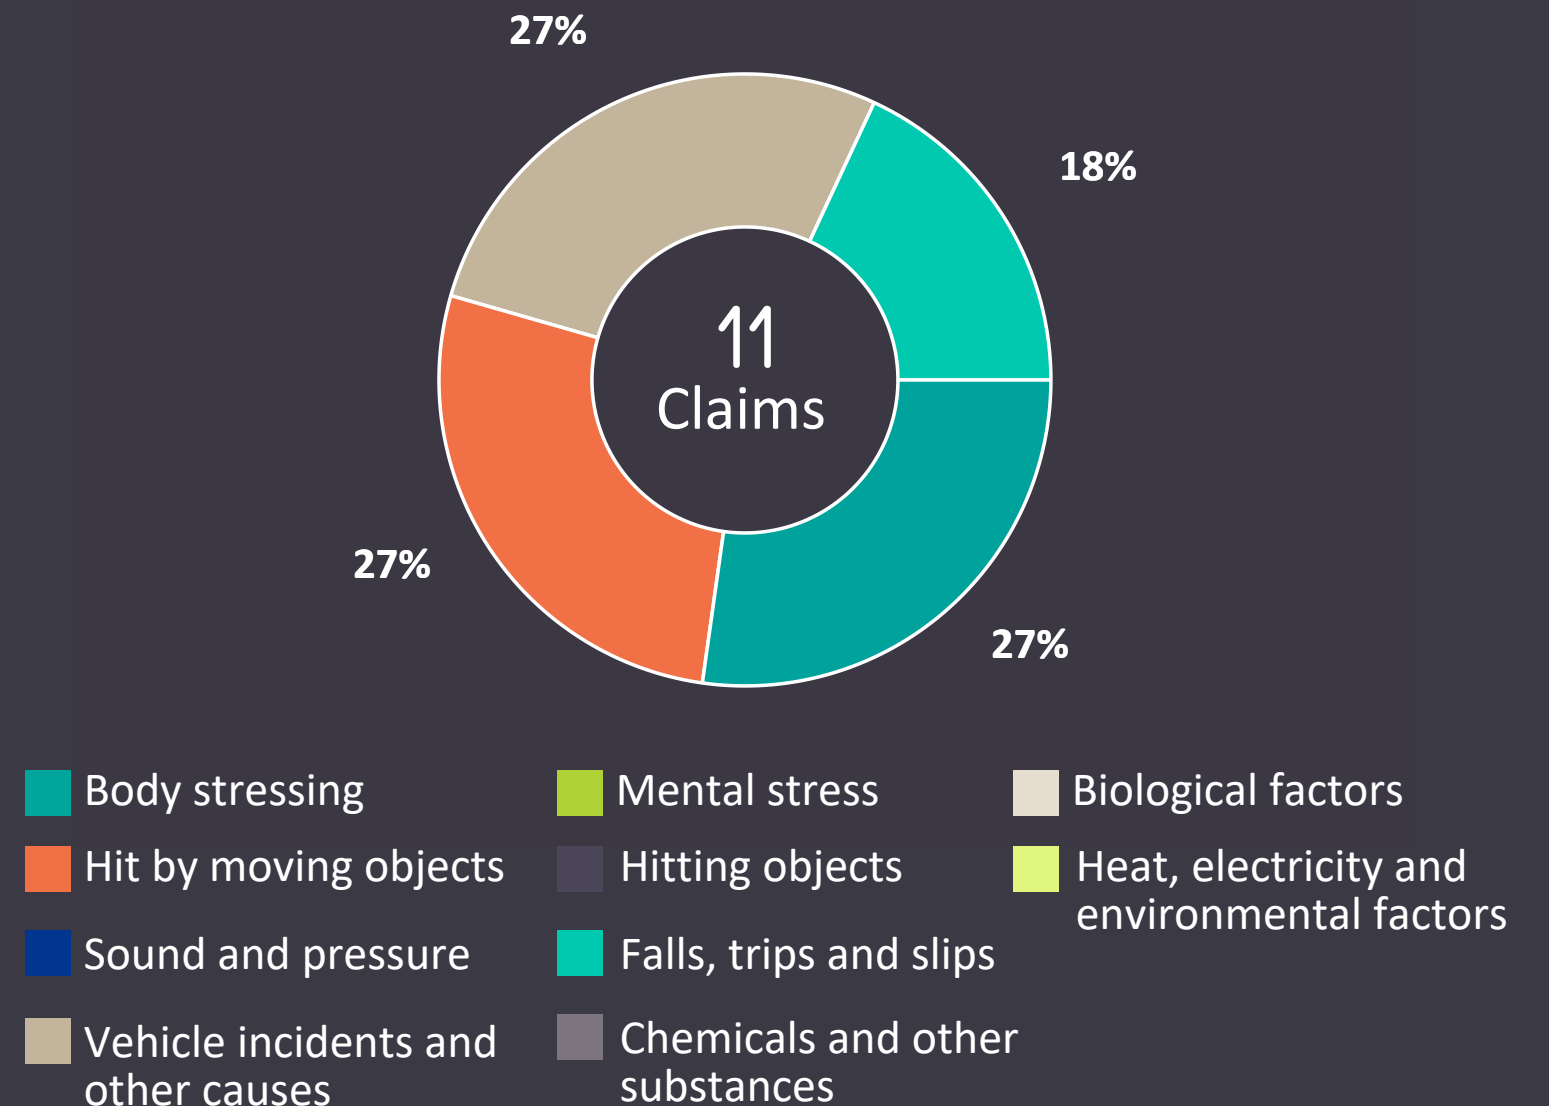 27%
18%
11
Claims
27%
27%
Body stressing
Mental stress
Biological factors
Hit by moving objects
Hitting objects
Heat, electricity and
environmental factors
Sound and pressure
Falls, trips and slips
Vehicle incidents and
other causes
Chemicals and other
substances